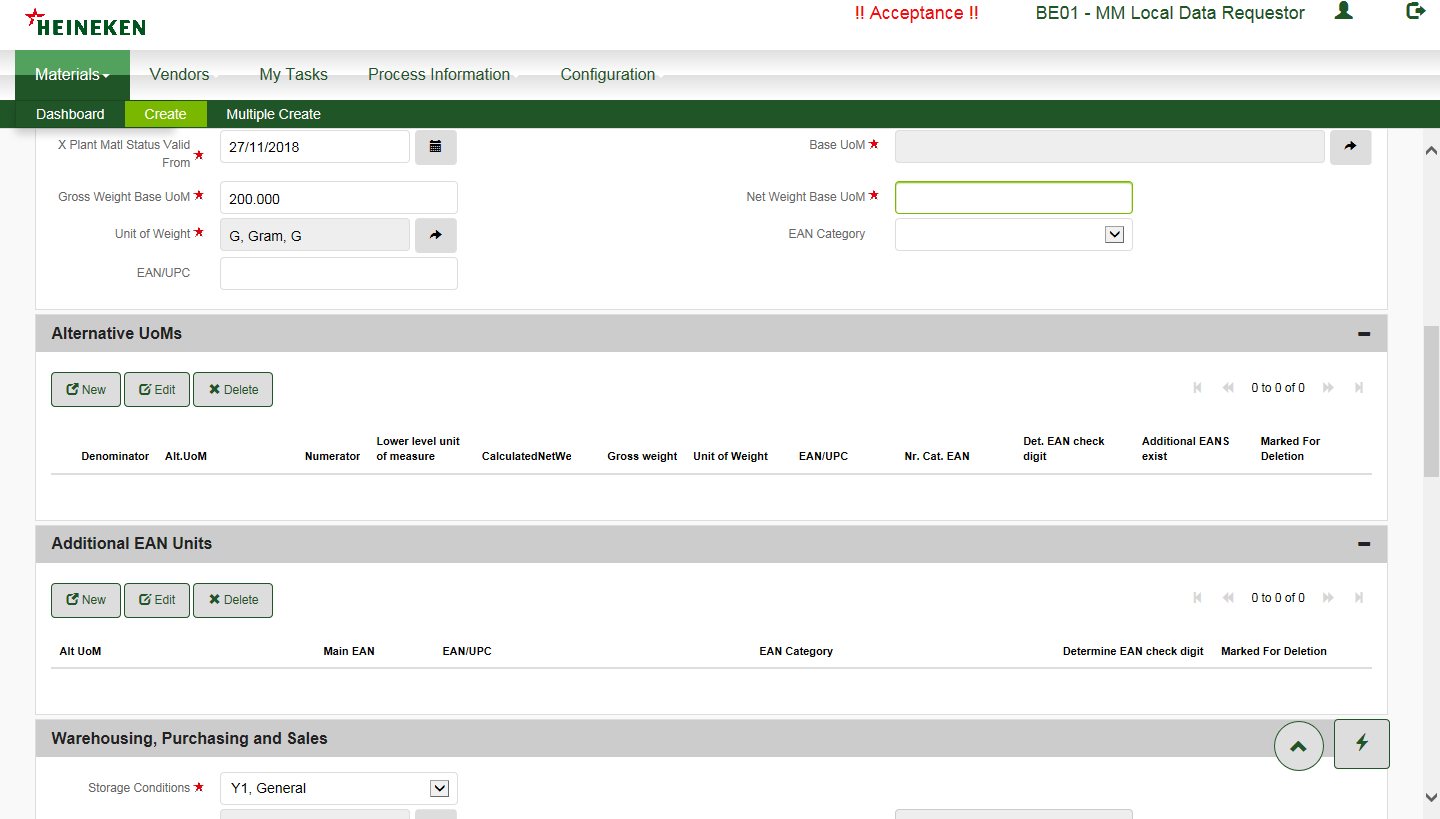 HEINEKEN
!! Acceptance !!
BE01 - MM Local Data Requestor
Materials
Vendors
My Tasks
Process Information
Configuration
Dashboard
Create
Multiple Create
X Plant Matl Status Valid
From
27/11/2018
Base UoM
Gross Weight Base UoM
200.000
Net Weight Base UoM
Unit of Weight
G, Gram, G
EAN Category
EAN/UPC
Alternative UoMs
New
Edit
Delete
0 to 0 of 0
Denominator
Alt.UoM
Numerator
Lower level unit
of measure
CalculatedNetWe
Gross weight
Unit of Weight
EAN/UPC
Nr. Cat. EAN
Det. EAN check
digit
Additional EANS
exist
Marked For
Deletion
Additional EAN Units
New
Edit
Delete
0 to 0 of 0
Alt UoM
Main EAN
EAN/UPC
EAN Category
Determine EAN check digit
Marked For Deletion
Warehousing, Purchasing and Sales
Storage Conditions
Y1, General